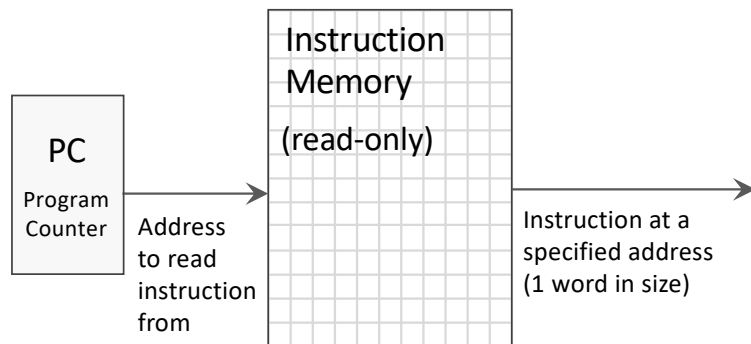 Instruction
Memory
(read-only)
PC
Program
Counter
Address
to read
instruction
from
Instruction at a
specified address
(1 word in size)